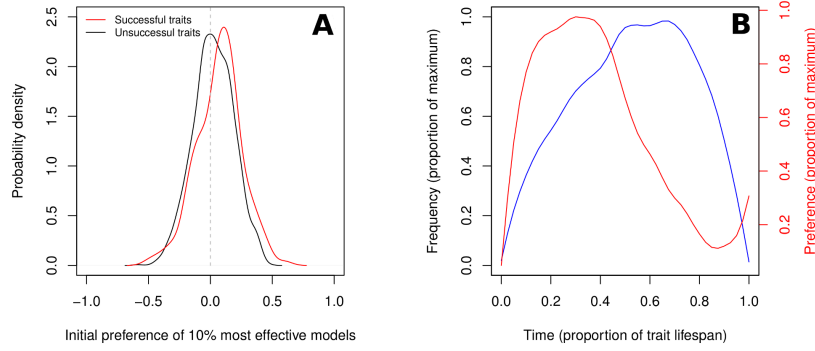 A
Successful traits
Unsuccessul traits
Probability density
0.0 0.5 1.0 1.5 2.0 2.5
−1.0 −0.5 0.0 0.5 1.0
Initial preference of 10% most effective models
B
Frequency (proportion of maximum)
0.0 0.2 0.4 0.6 0.8 1.0
0.0 0.2 0.4 0.6 0.8 1.0
Time (proportion of trait lifespan)
0.2 0.4 0.6 0.8 1.0
Preference (proportion of maximum)